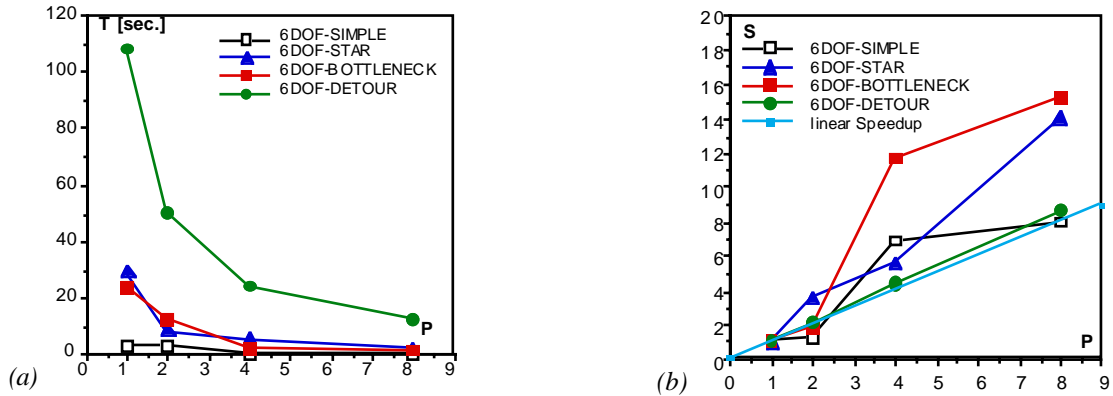 T [sec.]
120
100
80
60
40
20
0
6DOF-SIMPLE
6DOF-STAR
6DOF-BOTTLENECK
6DOF-DETOUR
P
0 1 2 3 4 5 6 7 8 9
(a)
S
20
18
16
14
12
10
8
6
4
2
0
6DOF-SIMPLE
6DOF-STAR
6DOF-BOTTLENECK
6DOF-DETOUR
linear Speedup
P
0 1 2 3 4 5 6 7 8 9
(b)